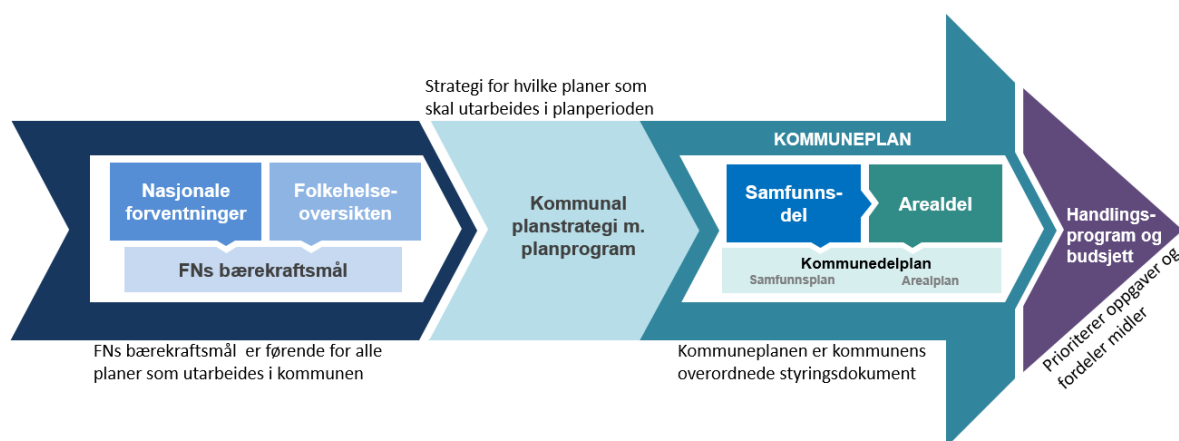 Strategi for hvilke planer som
skal utarbeides i planperioden
Nasjonale
forventninger
Folkehelse-
oversikten
FNs bærekraftsmål
FNs bærekraftsmål  er førende for alle
planer som utarbeides i kommunen
Kommunal
planstrategi m.
planprogram
KOMMUNEPLAN
Samfunns-
del
Arealdel
Kommunedelplan
Samfunnsplan
Arealplan
Kommuneplanen er kommunens
overordnede styringsdokument
Handlings-
program og
budsjett
Prioriterer oppgaver og
fordeler midler